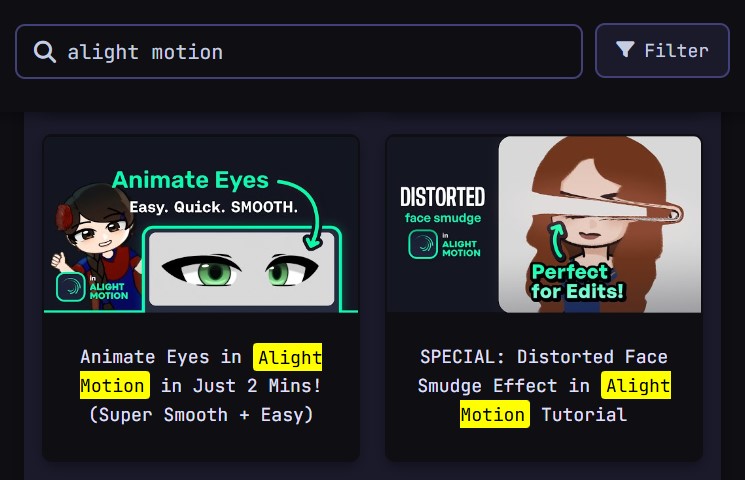 alight motion
Filter
Animate Eyes
Easy. Quick. SMOOTH.
in
ALIGHT
MOTION
DISTORTED
face smudge
in
ALIGHT
MOTION
Perfect
for Edits!
Animate Eyes in Alight
Motion in Just 2 Mins!
(Super Smooth + Easy)
SPECIAL: Distorted Face
Smudge Effect in Alight
Motion Tutorial